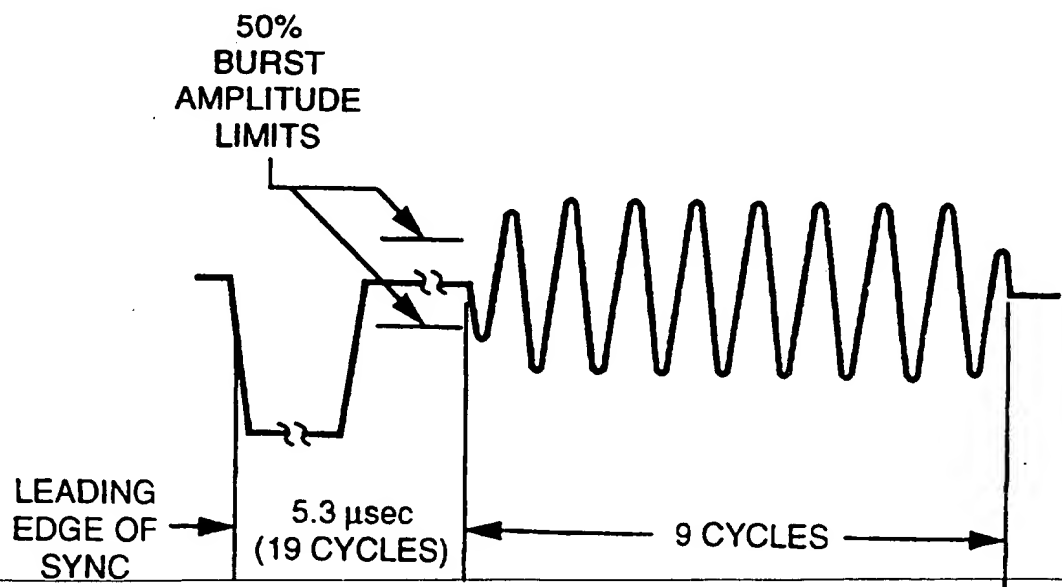 50%
BURST
AMPLITUDE
LIMITS
LEADING
EDGE OF
SYNC
5.3 µsec
(19 CYCLES)
9 CYCLES